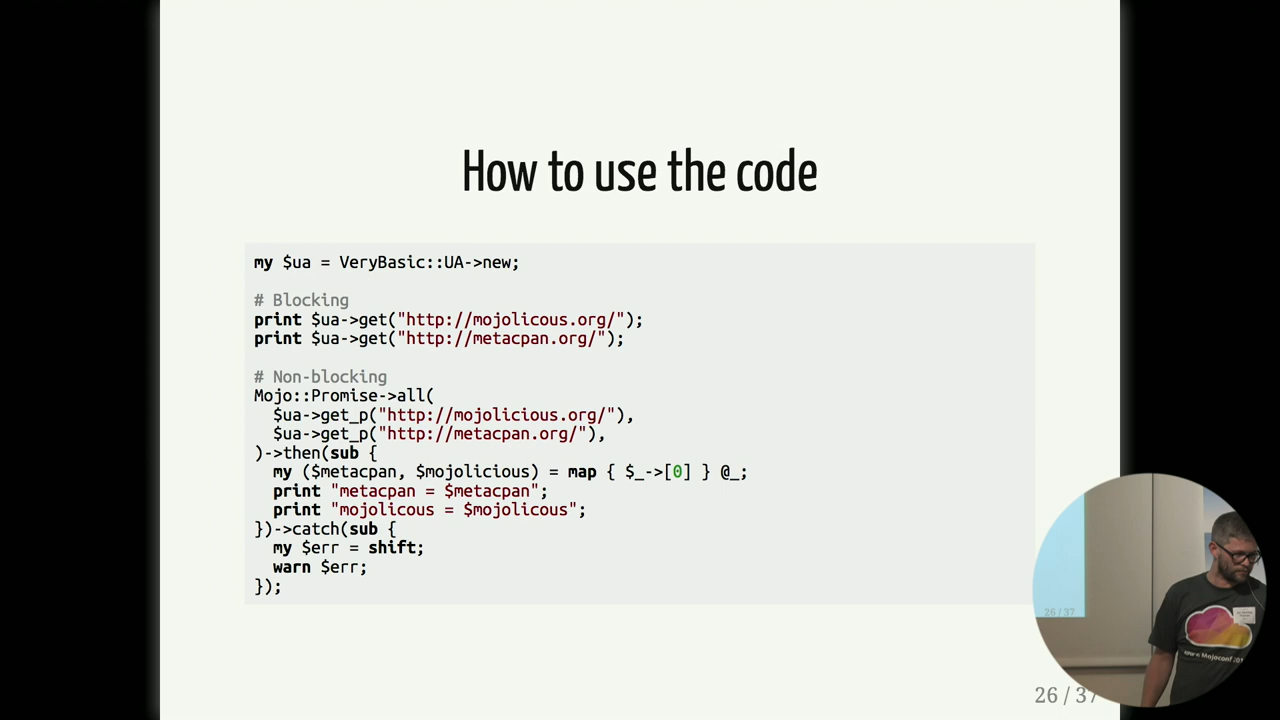 How to use the code
my $ua = VeryBasic::UA->new;
# Blocking
print $ua->get("http://mojolicous.org/");
print $ua->get("http://metacpan.org/");
# Non-blocking
Mojo::Promise->all(
  $ua->get_p("http://mojolicious.org/"),
  $ua->get_p("http://metacpan.org/"),
)->then(sub {
  my ($metacpan, $mojolicious) = map { $_->[0] } @_;
  print "metacpan = $metacpan";
  print "mojolicous = $mojolicous";
})->catch(sub {
  my $err = shift;
  warn $err;
});
26 / 37
26 / 37
Mojoconf